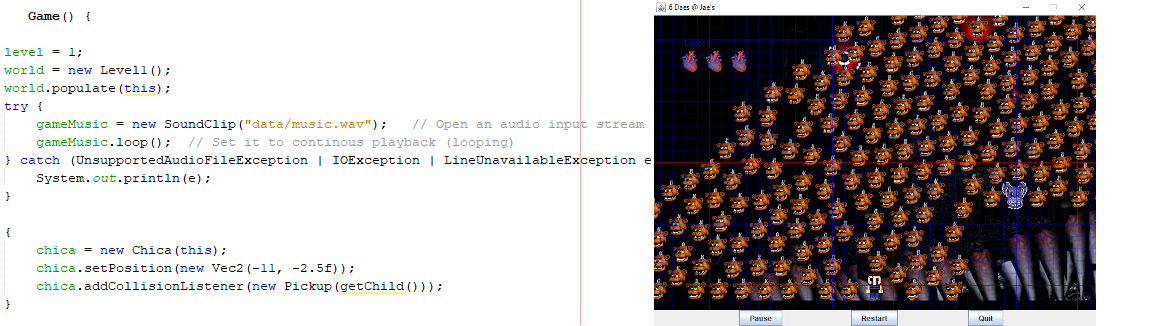 Game() {
level = 1;
world = new Level1();
world.populate(this);
try {
gameMusic = new SoundClip("data/music.wav");   // Open an audio input stream
gameMusic.loop();  // Set it to continous playback (looping)
} catch (UnsupportedAudioFileException | IOException | LineUnavailableException e
System.out.println(e);
}
{
chica = new Chica(this);
chica.setPosition(new Vec2(-11, -2.5f));
chica.addCollisionListener(new Pickup(getChild()));
}
6 Daes @ Jae's
Pause
Restart
Quit